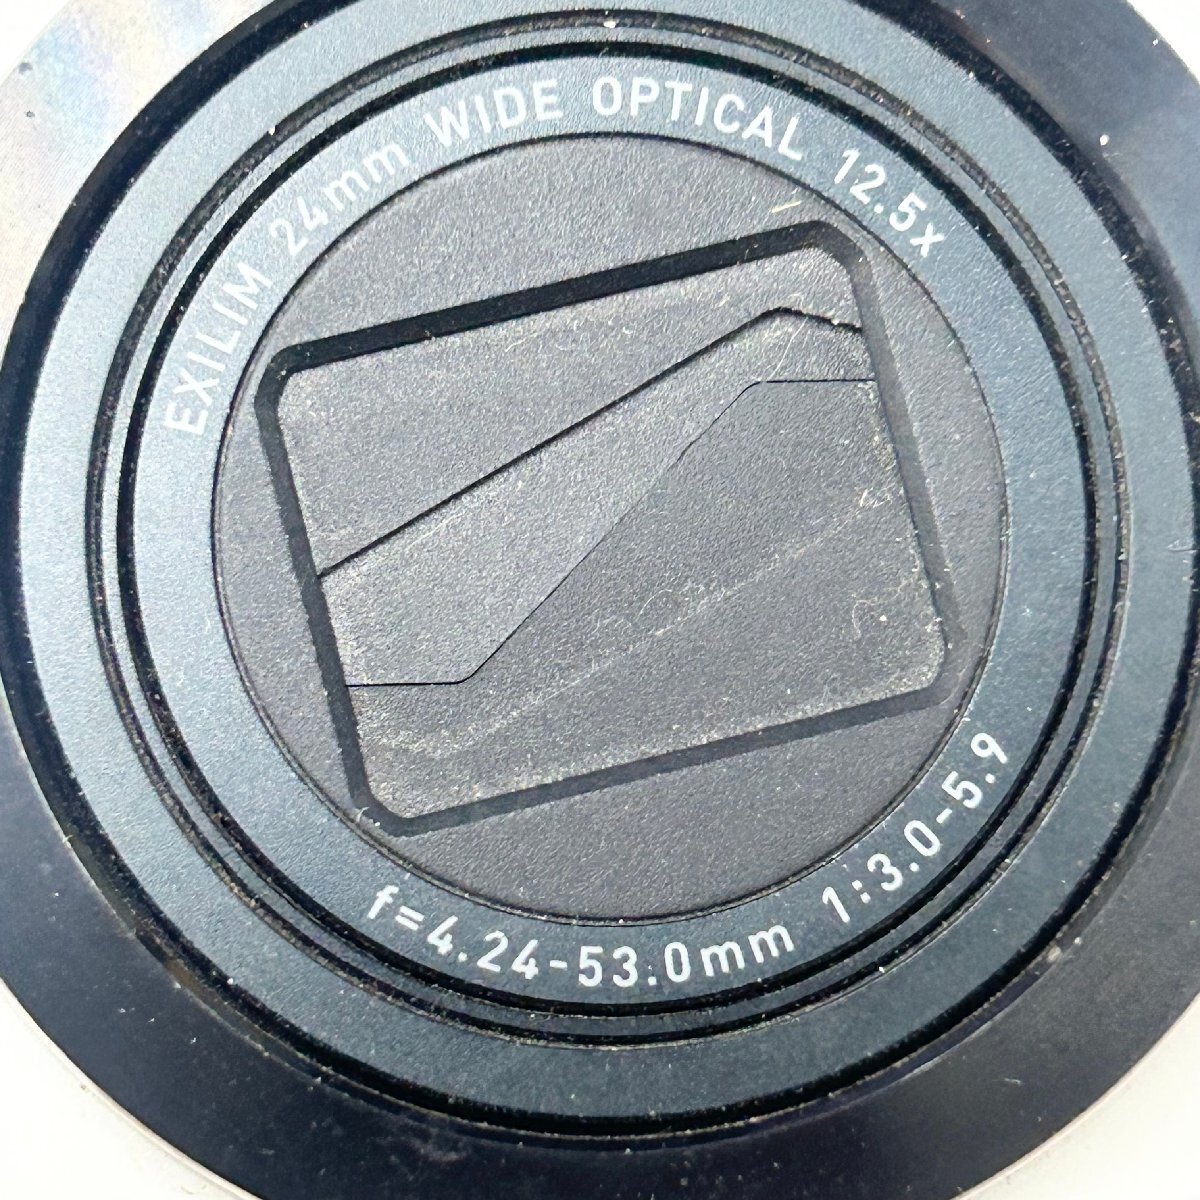 EXILIM 24mm WIDE OPTICAL 12.5x
f=4.24-53.0mm 1:3.0-5.9